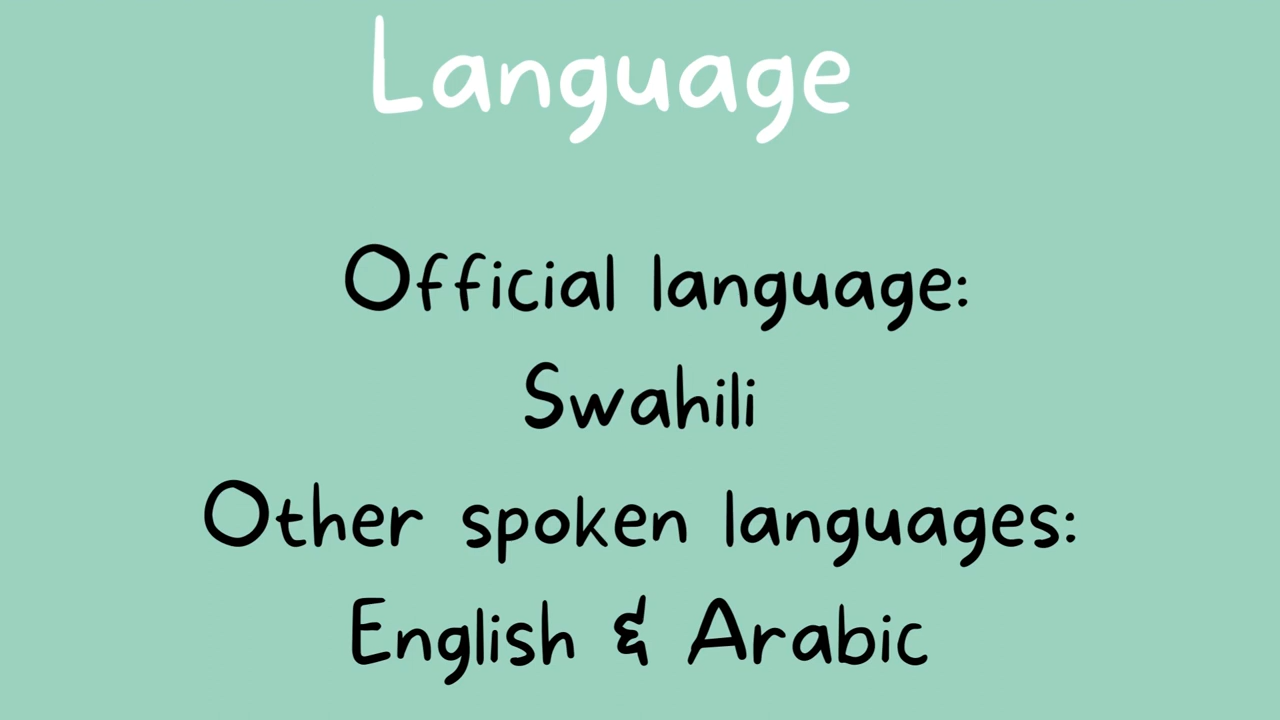 Language
Official language:
Swahili
Other spoken languages:
English & Arabic